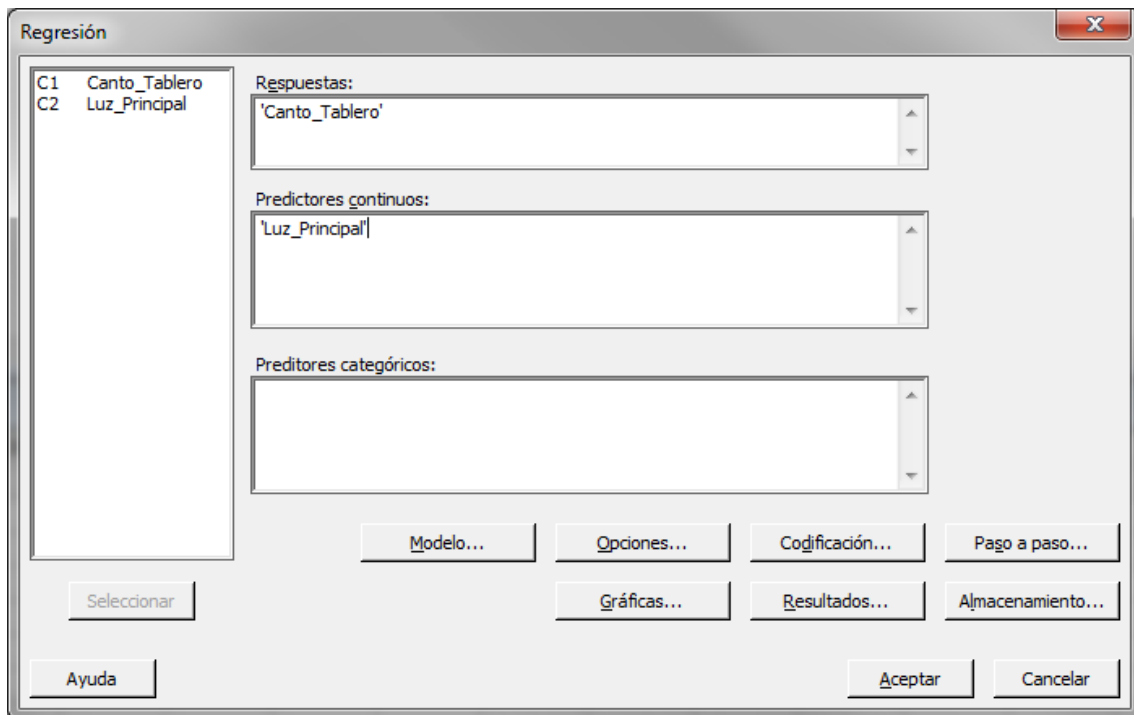 Regresión
X
C1 Canto_Tablero
C2 Luz_Principal
Respuestas:
'Canto_Tablero'
Predictores continuos:
'Luz_Principal'
Preditores categóricos:
Modelo...
Opciones...
Codificación...
Paso a paso...
Seleccionar
Gráficas...
Resultados...
Almacenamiento...
Ayuda
Aceptar
Cancelar